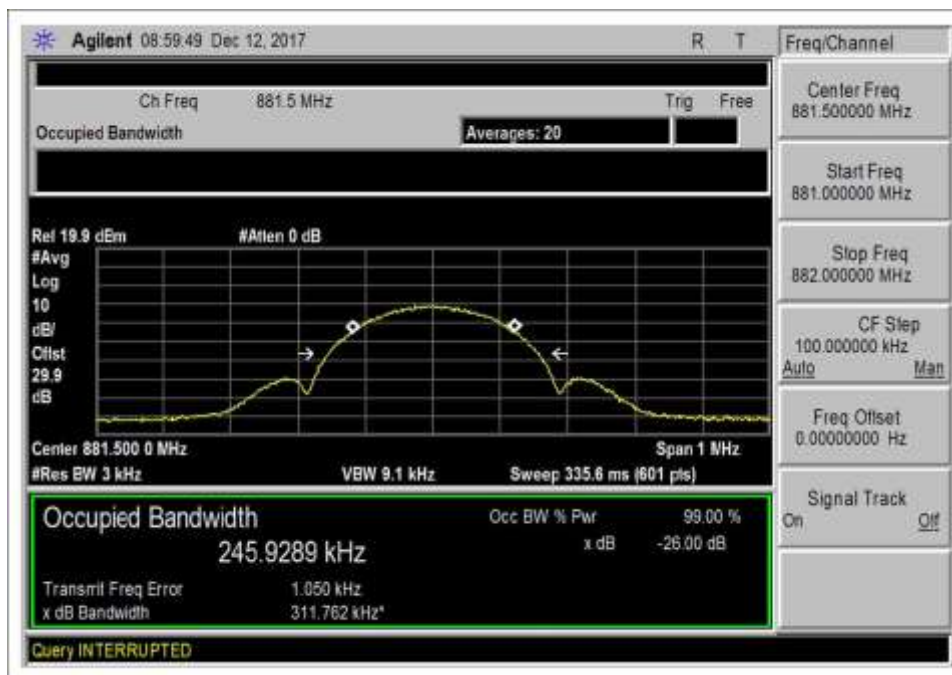 Agilent 08:59:49 Dec 12, 2017 R T
Ch Freq 881.5 MHz Trig Free
Occupied Bandwidth Averages: 20
Ref 19.9 dBm #Atten 0 dB
#Avg
Log
10
dB/
Offst
29.9
dB
Center 881.500 0 MHz Span 1 MHz
#Res BW 3 kHz VBW 9.1 kHz Sweep 335.6 ms (601 pts)
Occupied Bandwidth Occ BW % Pwr 99.00 %
245.9289 kHz x dB -26.00 dB
Transmit Freq Error 1.050 kHz
x dB Bandwidth 311.762 kHz*
Query INTERRUPTED
Freq/Channel
Center Freq
881.500000 MHz
Start Freq
881.000000 MHz
Stop Freq
882.000000 MHz
CF Step
100.000000 kHz
Auto Man
Freq Offset
0.00000000 Hz
Signal Track
On Off